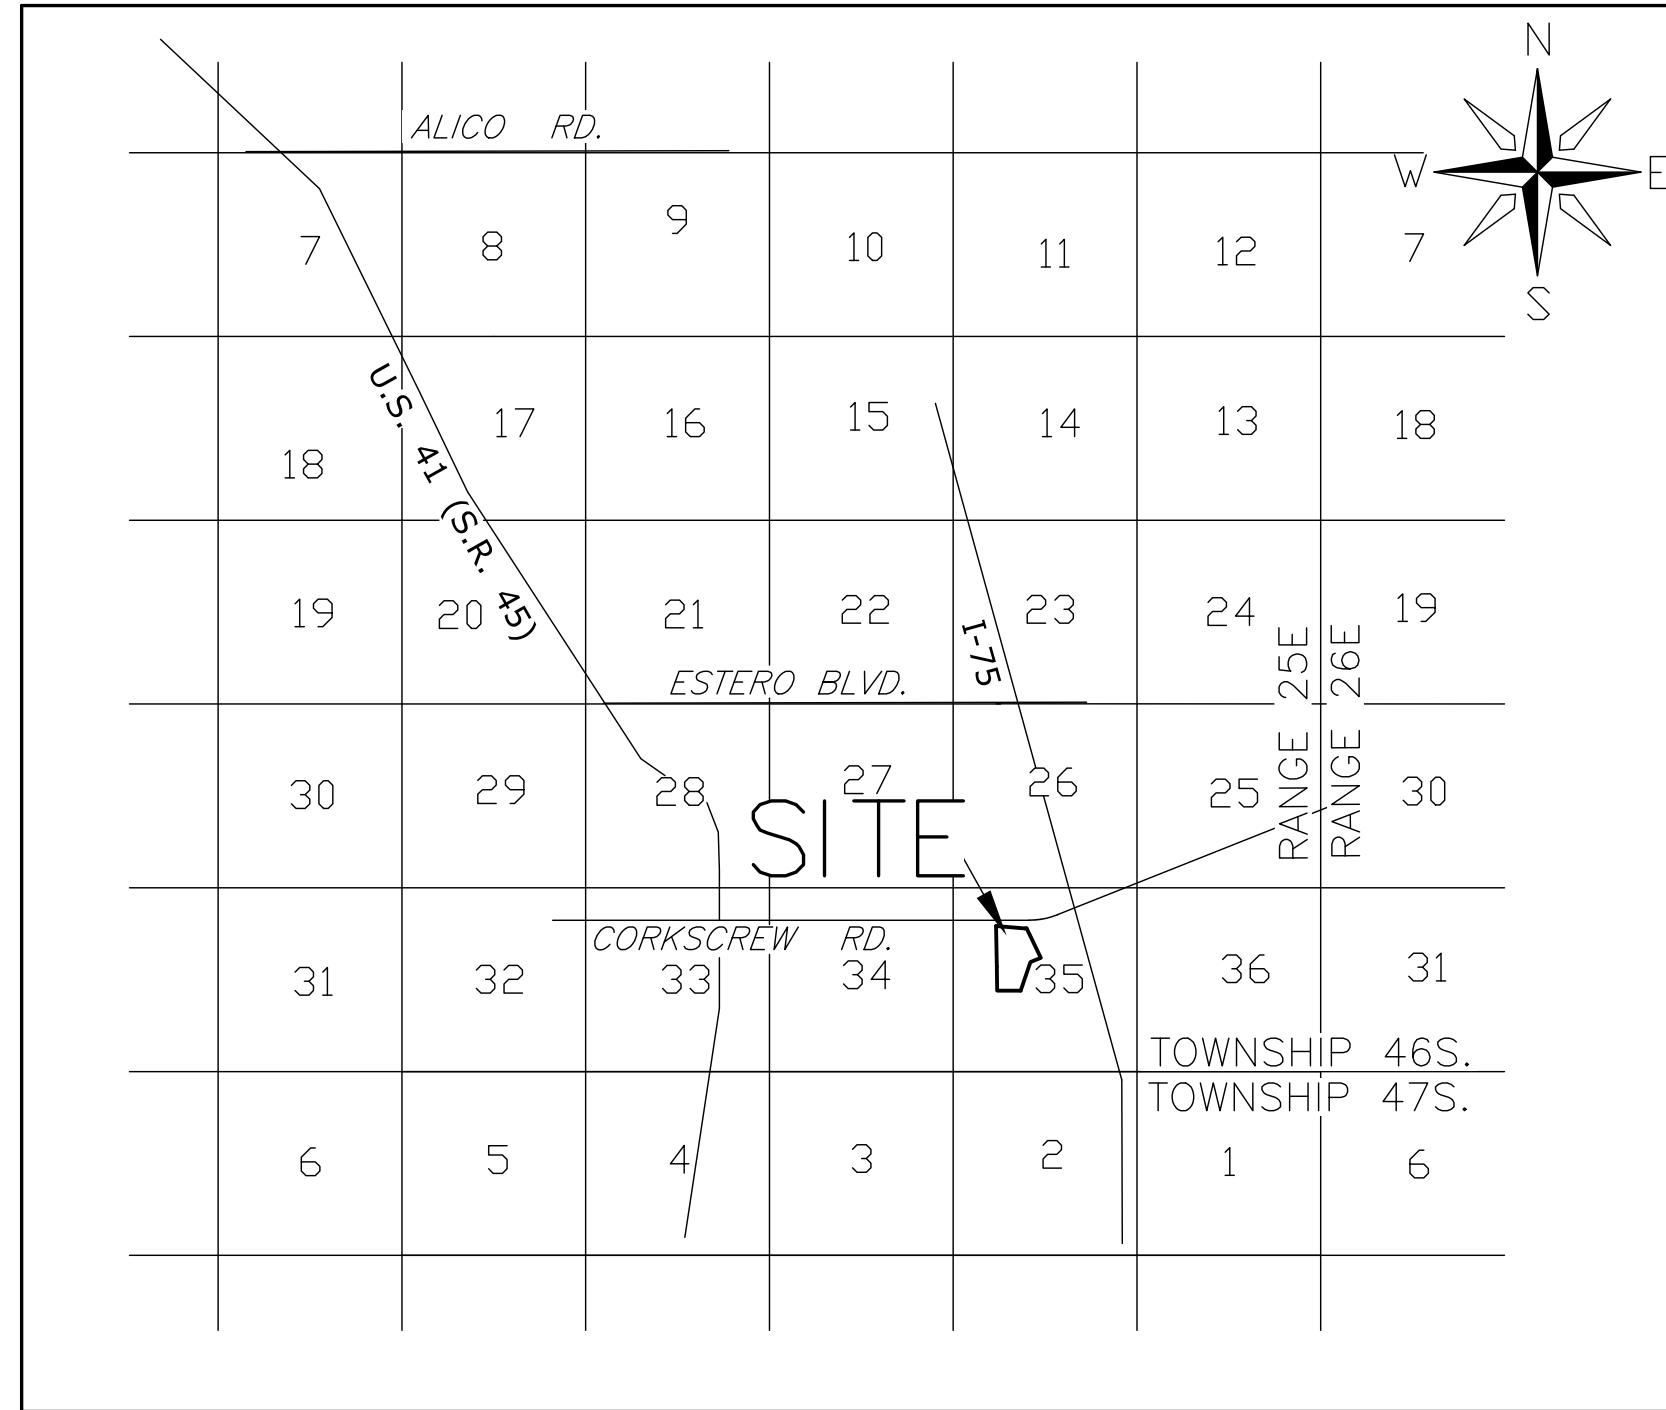 N
ALICO RD.
W E
7 8 9 10 11 12 7
S
U.S. 41 (S.R. 45)
18 17 16 15 14 13 18
19 20 21 22 23 24 19
I-75
RANGE 25E
RANGE 26E
ESTERO BLVD.
30 29 28 27 26 25 30
SITE
CORKSCREW RD.
31 32 33 34 35 36 31
TOWNSHIP 46S.
TOWNSHIP 47S.
6 5 4 3 2 1 6